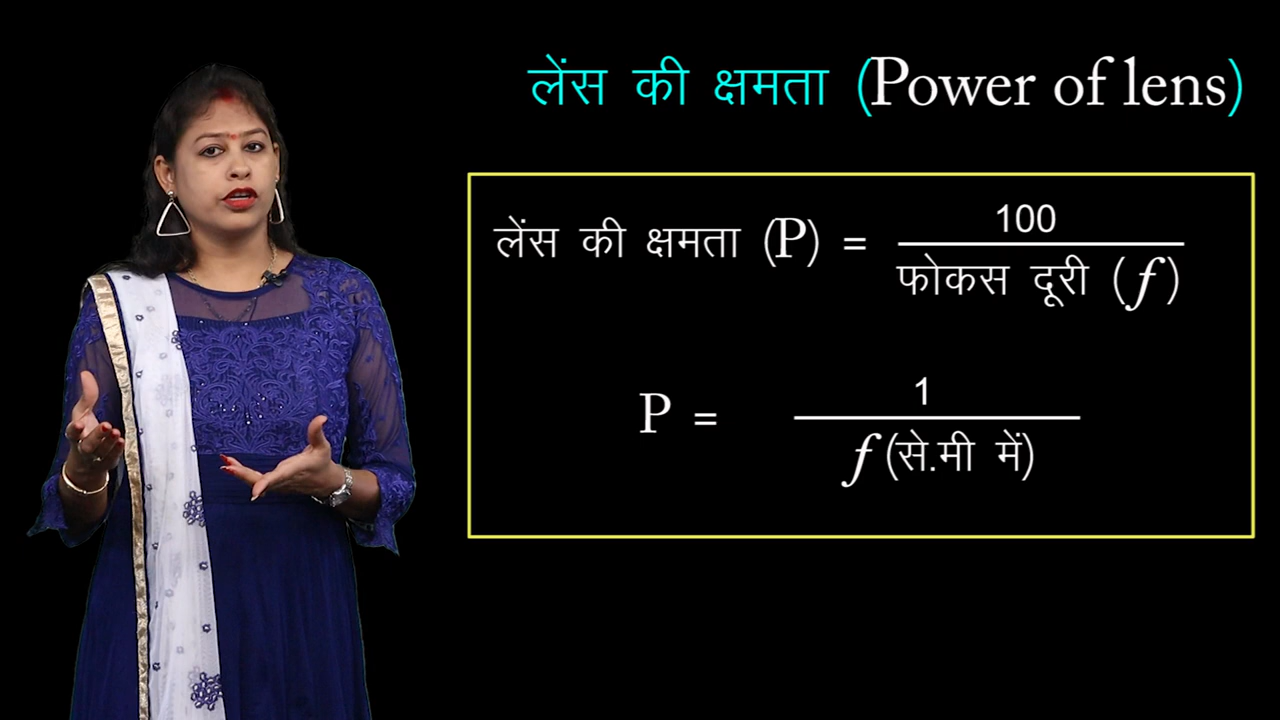 लेंस की क्षमता (Power of lens)
लेंस की क्षमता (P) = 100
फोकस दूरी (f)
P = 1
f (से.मी में)